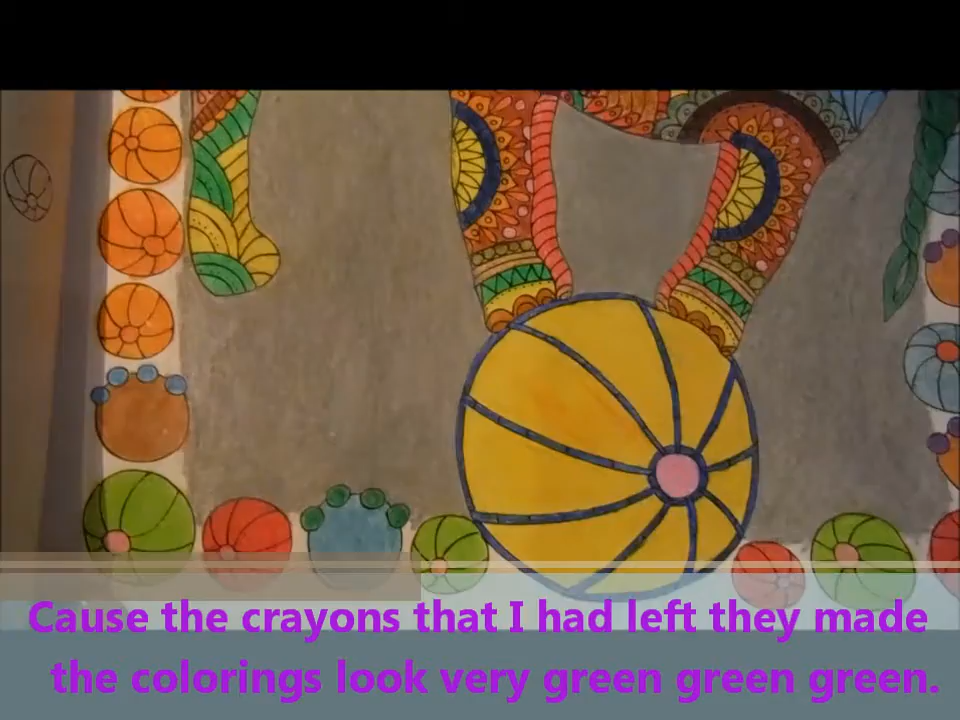 Cause the crayons that I had left they made
the colorings look very green green green.